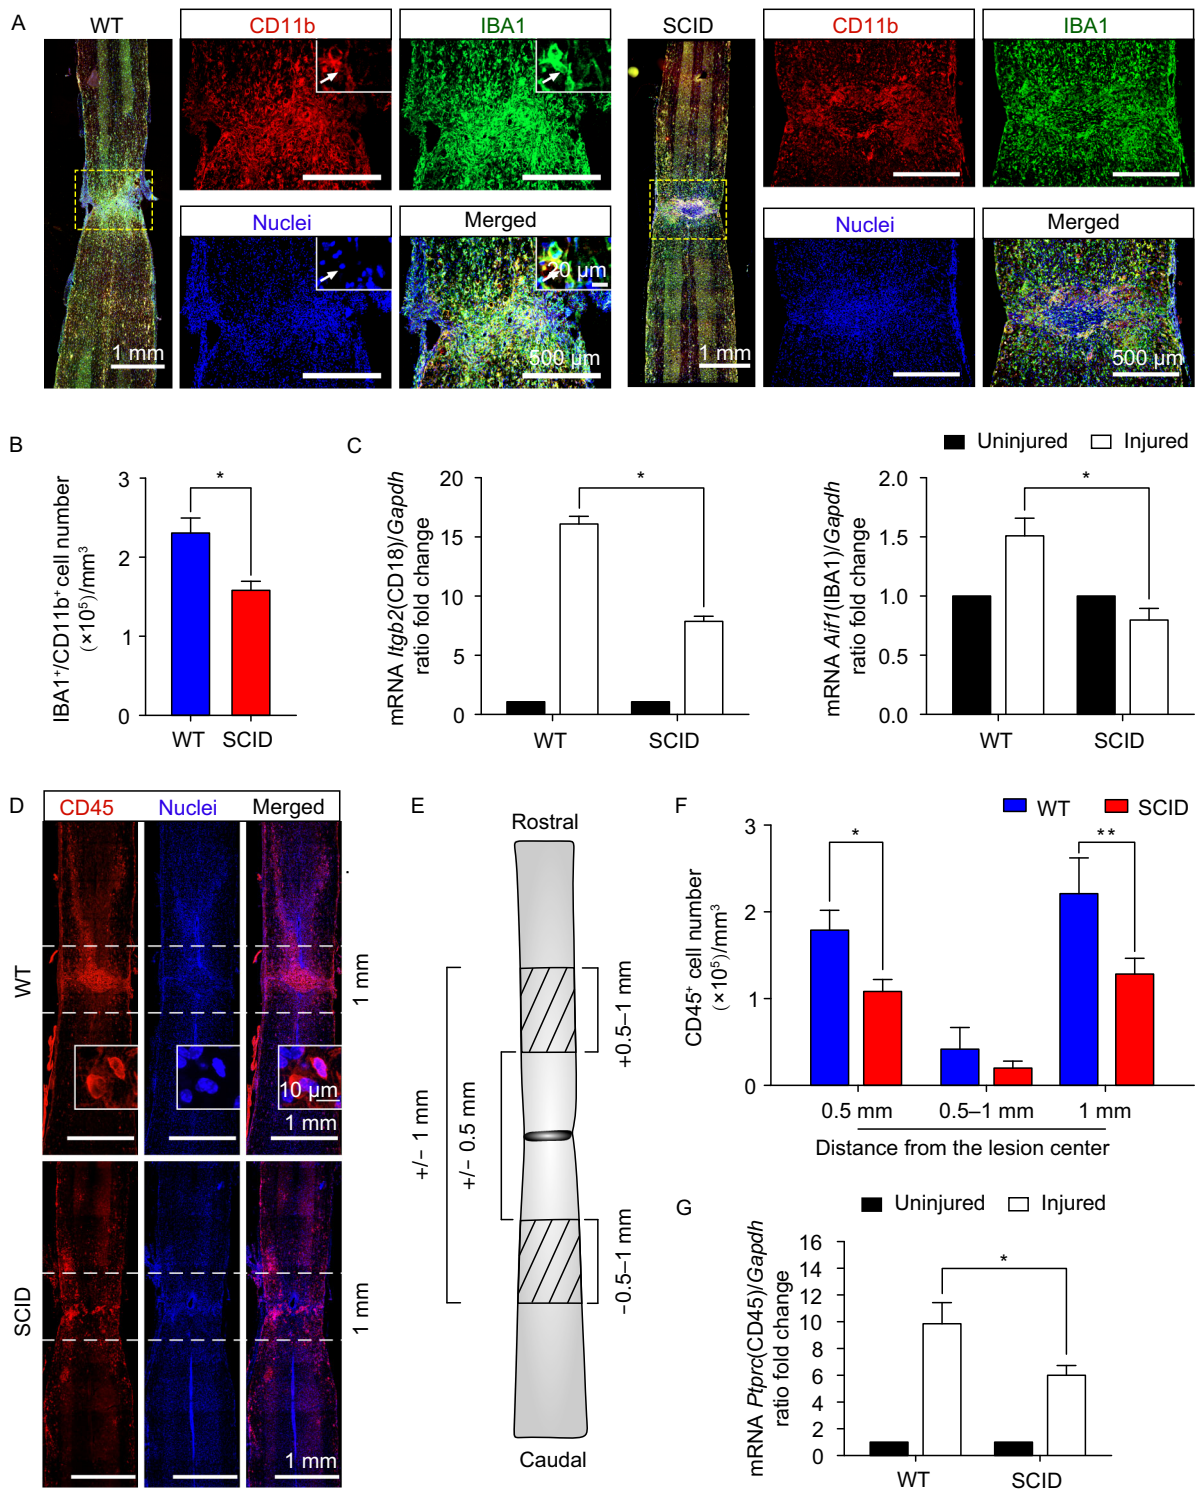 A
WT
CD11b
IBA1
SCID
CD11b
IBA1
Nuclei
Merged
Nuclei
Merged
20 µm
1 mm
500 µm
1 mm
500 µm
B
IBA1⁺/CD11b⁺ cell number
(×10⁵)/mm³
3
2
1
0
*
WT
SCID
C
Uninjured
Injured
mRNA Itgb2(CD18)/Gapdh
ratio fold change
20
15
10
5
0
*
WT
SCID
mRNA Aif1(IBA1)/Gapdh
ratio fold change
2.0
1.5
1.0
0.5
0.0
*
WT
SCID
D
CD45
Nuclei
Merged
WT
1 mm
10 µm
1 mm
SCID
1 mm
1 mm
E
Rostral
+0.5–1 mm
+/− 1 mm
+/− 0.5 mm
−0.5–1 mm
Caudal
F
WT
SCID
CD45⁺ cell number
(×10⁵)/mm³
3
2
1
0
*
**
0.5 mm
0.5–1 mm
1 mm
Distance from the lesion center
G
Uninjured
Injured
mRNA Ptprc(CD45)/Gapdh
ratio fold change
16
14
12
10
8
6
4
2
0
*
WT
SCID